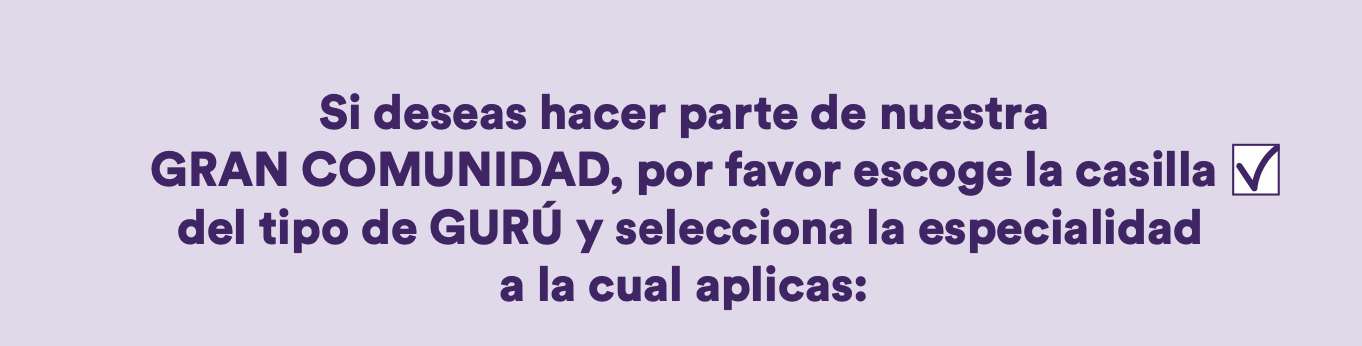 Si deseas hacer parte de nuestra
GRAN COMUNIDAD, por favor escoge la casilla ☑
del tipo de GURÚ y selecciona la especialidad
a la cual aplicas: